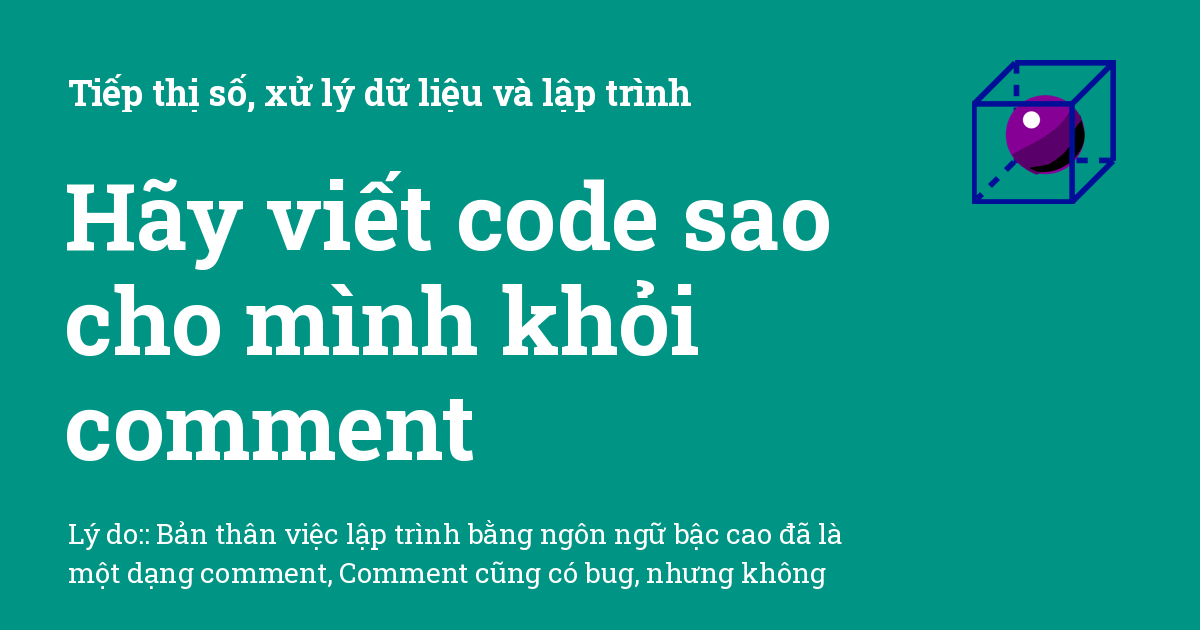 Tiếp thị số, xử lý dữ liệu và lập trình
Hãy viết code sao
cho mình khỏi
comment
Lý do:: Bản thân việc lập trình bằng ngôn ngữ bậc cao đã là
một dạng comment, Comment cũng có bug, nhưng không